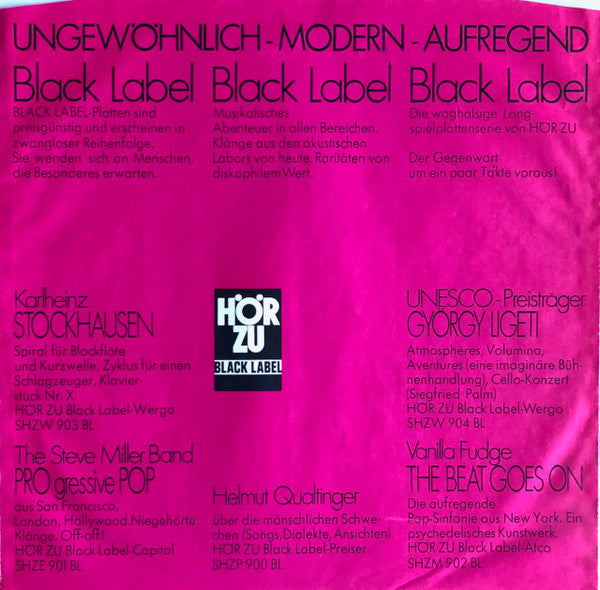 UNGEWÖHNLICH - MODERN - AUFREGEND
Black Label
BLACK LABEL-Platten sind
preisgünstig und erscheinen in
zwangloser Reihenfolge.
Sie wenden sich an Menschen,
die Besonderes erwarten.
Black Label
Musikalisches
Abenteuer in allen Bereichen.
Klänge aus den akustischen
Labors von heute. Raritäten von
diskophilem Wert.
Black Label
Die waghalsige Lang-
spielplattenserie von HÖR ZU
Der Gegenwart
um ein paar Takte voraus!
Karlheinz
STOCKHAUSEN
Spiral für Blockflöte
und Kurzwelle, Zyklus für einen
Schlagzeuger, Klavier-
stück Nr. X.
HÖR ZU Black Label-Wergo
SHZW 903 BL
HÖR
ZU
BLACK LABEL
UNESCO-Preisträger
GYÖRGY LIGETI
Atmosphères, Volumina,
Aventures (eine imaginäre Büh-
nenhandlung), Cello-Konzert
(Siegfried Palm)
HÖR ZU Black Label-Wergo
SHZW 904 BL
The Steve Miller Band
PRO gressive POP
aus San Francisco,
London, Hollywood. Niegehörte
Klänge. Off-off!
HÖR ZU Black Label-Capitol
SHZE 901 BL
Helmut Qualtinger
über die mänschlichen Schwe-
chen (Songs, Dialekte, Ansichten)
HÖR ZU Black Label-Preiser
SHZP 900 BL
Vanilla Fudge
THE BEAT GOES ON
Die aufregende
Pop-Sinfonie aus New York. Ein
psychedelisches Kunstwerk.
HÖR ZU Black Label-Atco
SHZM 902 BL